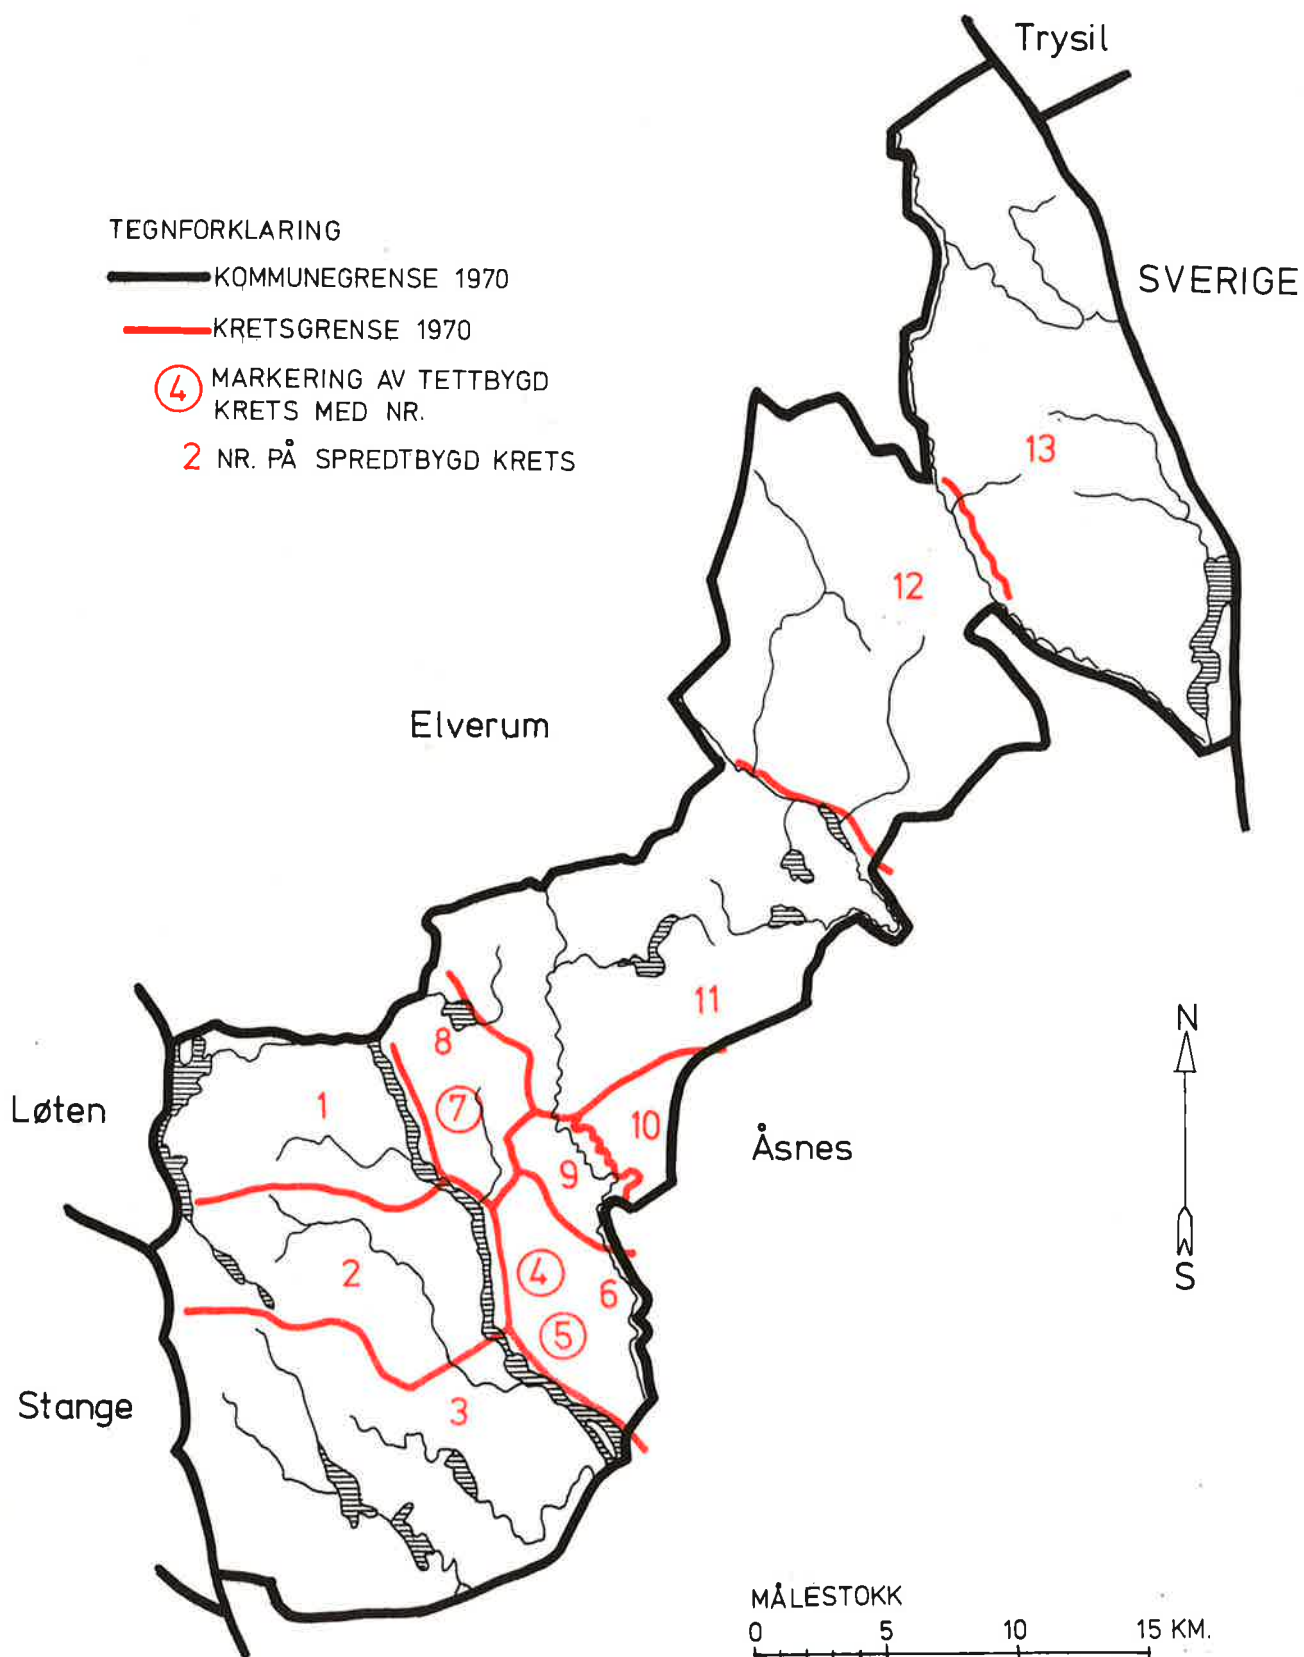 Trysil
TEGNFORKLARING
KOMMUNEGRENSE 1970
SVERIGE
KRETSGRENSE 1970
4 MARKERING AV TETTBYGD
KRETS MED NR.
2 NR. PÅ SPREDTBYGD KRETS
13
12
Elverum
11
N
8
Løten
1
7
10
Åsnes
9
2
4
6
S
5
Stange
3
MÅLESTOKK
0 5 10 15 KM.